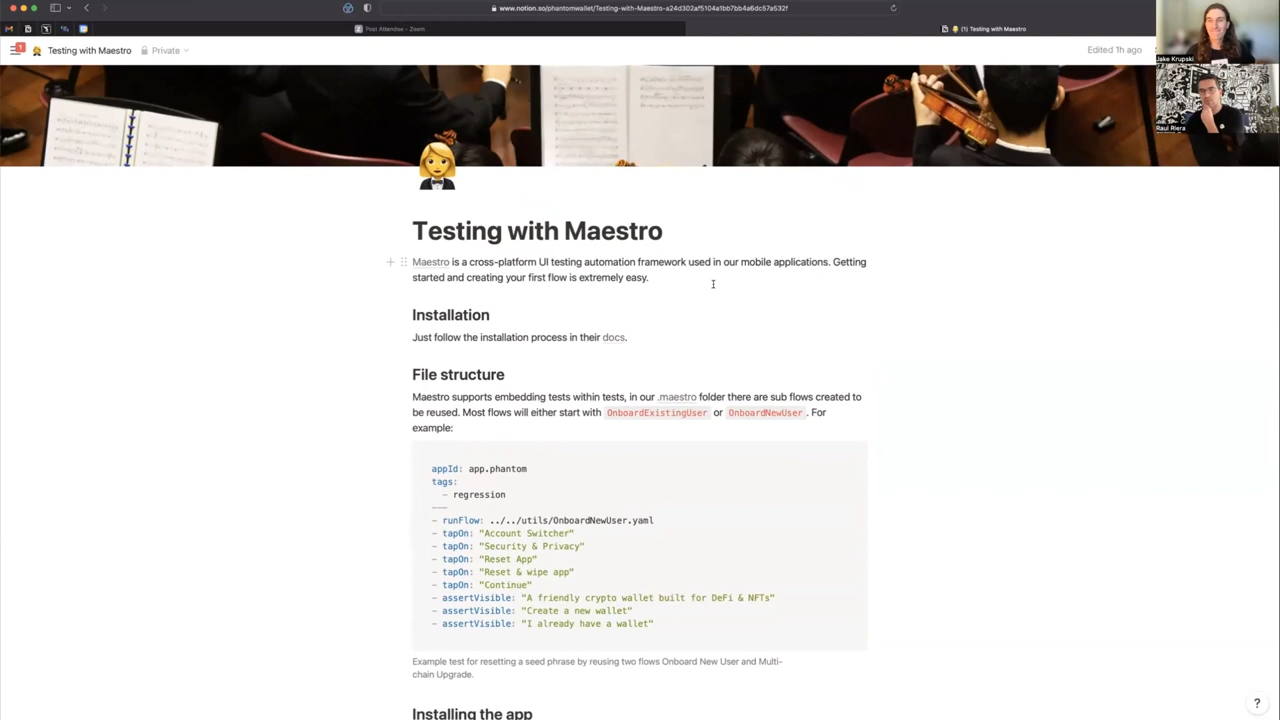 www.notion.so/phantomwallet/Testing-with-Maestro-a24d302af5104a1bb7bb4a6dc57a532f
Post Attendee - Zoom
(1) Testing with Maestro
1
Testing with Maestro
Private
Edited 1h ago
Jake Krupski
Raul Riera
Testing with Maestro
Maestro is a cross-platform UI testing automation framework used in our mobile applications. Getting
started and creating your first flow is extremely easy.
Installation
Just follow the installation process in their docs.
File structure
Maestro supports embedding tests within tests, in our .maestro folder there are sub flows created to
be reused. Most flows will either start with OnboardExistingUser or OnboardNewUser. For
example:
appId: app.phantom
tags:
- regression
---
- runFlow: ../../utils/OnboardNewUser.yaml
- tapOn: "Account Switcher"
- tapOn: "Security & Privacy"
- tapOn: "Reset App"
- tapOn: "Reset & wipe app"
- tapOn: "Continue"
- assertVisible: "A friendly crypto wallet built for DeFi & NFTs"
- assertVisible: "Create a new wallet"
- assertVisible: "I already have a wallet"
Example test for resetting a seed phrase by reusing two flows Onboard New User and Multi-
chain Upgrade.
Installing the app
?